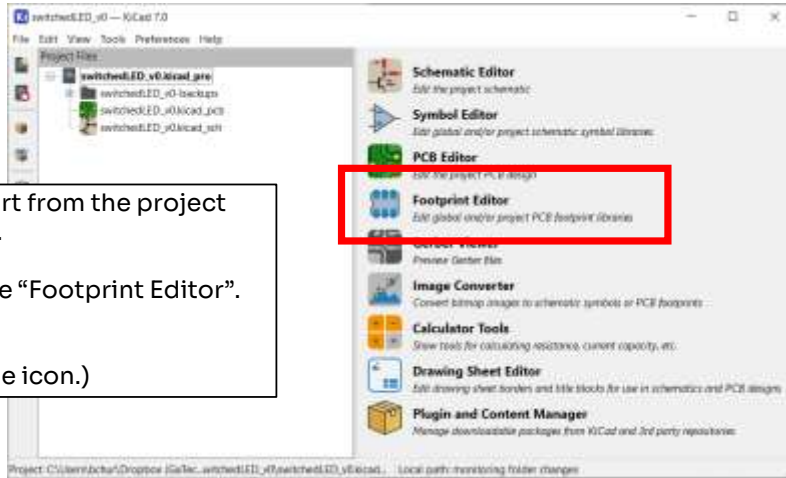 switchedLED_v0 — KiCad 7.0
File Edit View Tools Preferences Help
Project Files
switchedLED_v0.kicad_pro
switchedLED_v0-backups
switchedLED_v0.kicad_pcb
switchedLED_v0.kicad_sch
rt from the project
.
e “Footprint Editor”.
e icon.)
Schematic Editor
Edit the project schematic
Symbol Editor
Edit global and/or project schematic symbol libraries
PCB Editor
Edit the project PCB design
Footprint Editor
Edit global and/or project PCB footprint libraries
Gerber Viewer
Preview Gerber files
Image Converter
Convert bitmap images to schematic symbols or PCB footprints
Calculator Tools
Show tools for calculating resistance, current capacity, etc.
Drawing Sheet Editor
Edit drawing sheet borders and title blocks for use in schematics and PCB designs
Plugin and Content Manager
Manage downloadable packages from KiCad and 3rd party repositories
Project: Local path: monitoring folder changes